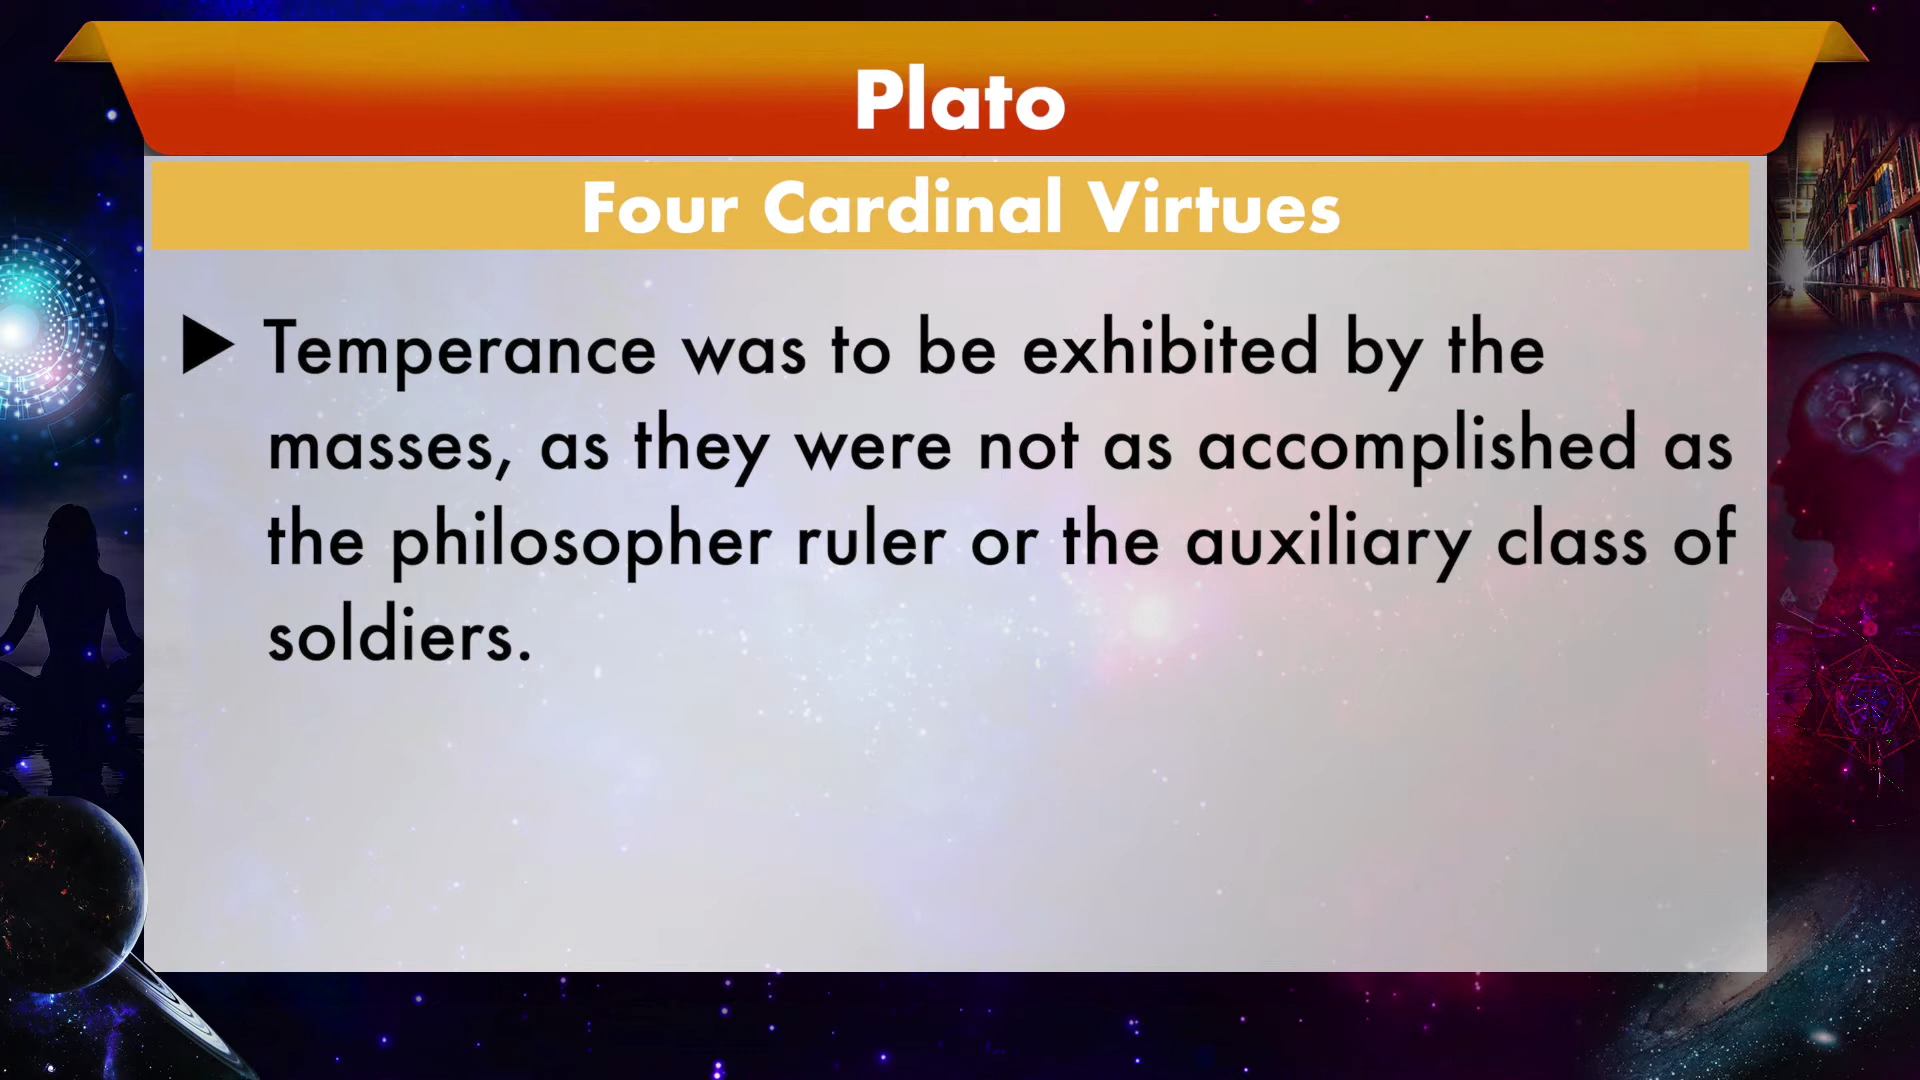 Plato
Four Cardinal Virtues
Temperance was to be exhibited by the
masses, as they were not as accomplished as
the philosopher ruler or the auxiliary class of
soldiers.